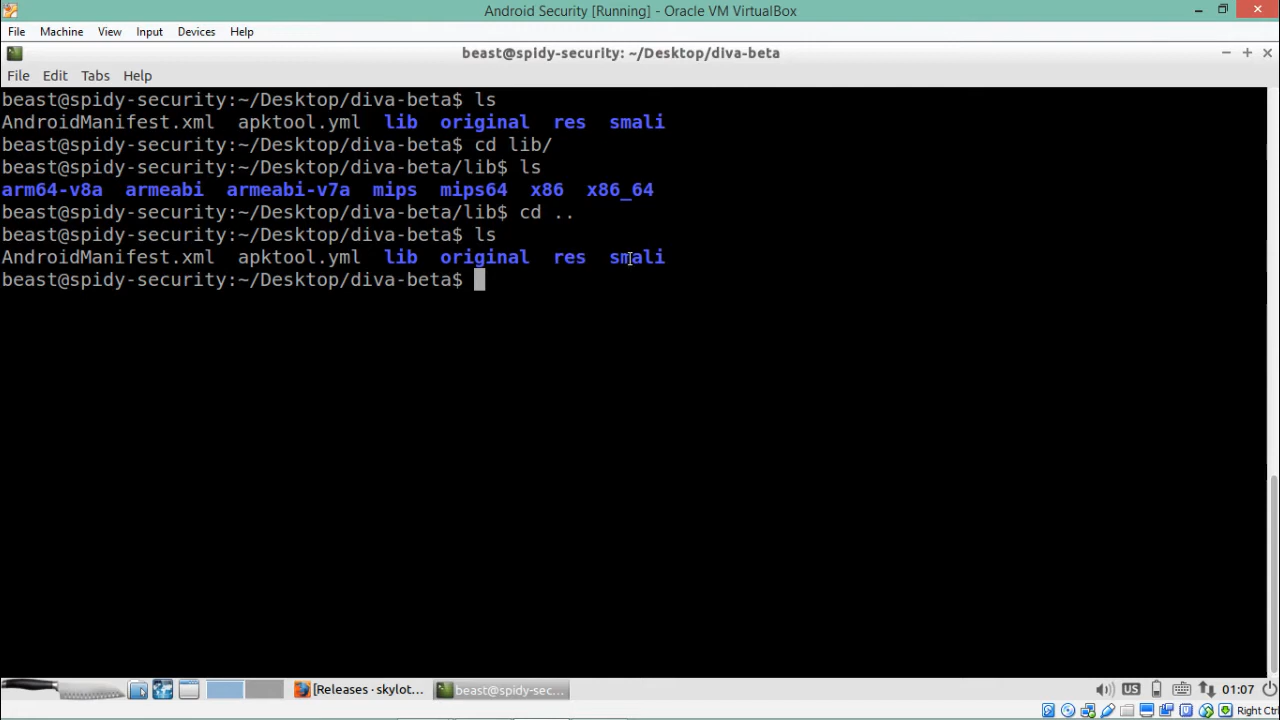 Android Security [Running] - Oracle VM VirtualBox
File Machine View Input Devices Help
beast@spidy-security: ~/Desktop/diva-beta
File Edit Tabs Help
beast@spidy-security:~/Desktop/diva-beta$ ls
AndroidManifest.xml apktool.yml lib original res smali
beast@spidy-security:~/Desktop/diva-beta$ cd lib/
beast@spidy-security:~/Desktop/diva-beta/lib$ ls
arm64-v8a armeabi armeabi-v7a mips mips64 x86 x86_64
beast@spidy-security:~/Desktop/diva-beta/lib$ cd ..
beast@spidy-security:~/Desktop/diva-beta$ ls
AndroidManifest.xml apktool.yml lib original res smali
beast@spidy-security:~/Desktop/diva-beta$
[Releases · skylot... beast@spidy-sec... US 01:07
Right Ctrl